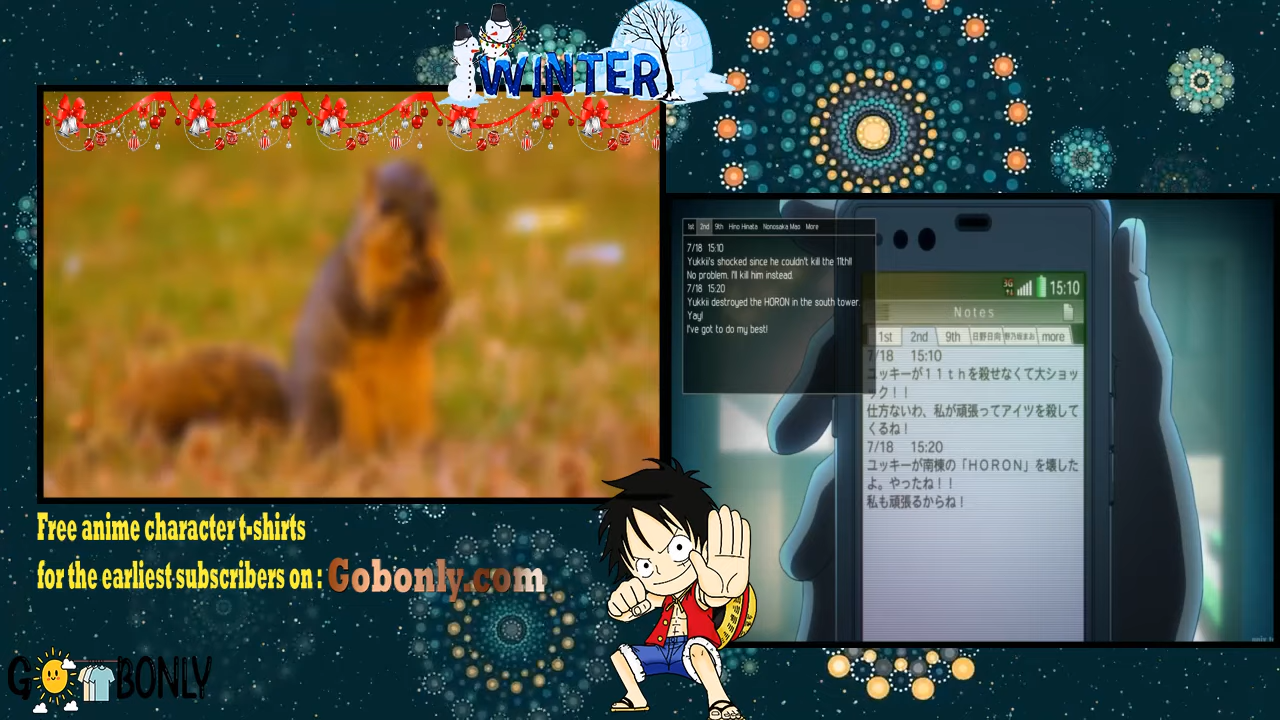 WINTER
1st 2nd 9th Hino Hinata Nonosaka Mao More
7/18 15:10
Yukkii's shocked since he couldn't kill the 11th!!
No problem. I'll kill him instead.
7/18 15:20
Yukkii destroyed the HORON in the south tower.
Yay!
I've got to do my best!
3G 15:10
Notes
1st 2nd 9th 日野日向 野乃坂まお more
7/18 15:10
ユッキーが１１ｔｈを殺せなくて大ショッ
ク！！
仕方ないわ、私が頑張ってアイツを殺して
くるね！
7/18 15:20
ユッキーが南棟の「ＨＯＲＯＮ」を壊した
よ。やったね！！
私も頑張るからね！
Free anime character t-shirts
for the earliest subscribers on : Gobonly.com
GOBONLY